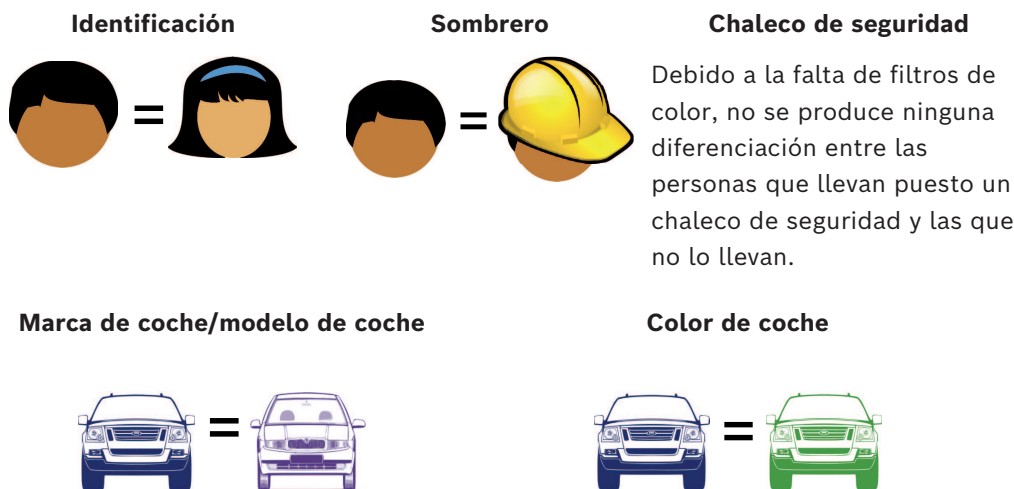 Identificación
Sombrero
Chaleco de seguridad
=
=
Debido a la falta de filtros de
color, no se produce ninguna
diferenciación entre las
personas que llevan puesto un
chaleco de seguridad y las que
no lo llevan.
Marca de coche/modelo de coche
Color de coche
=
=